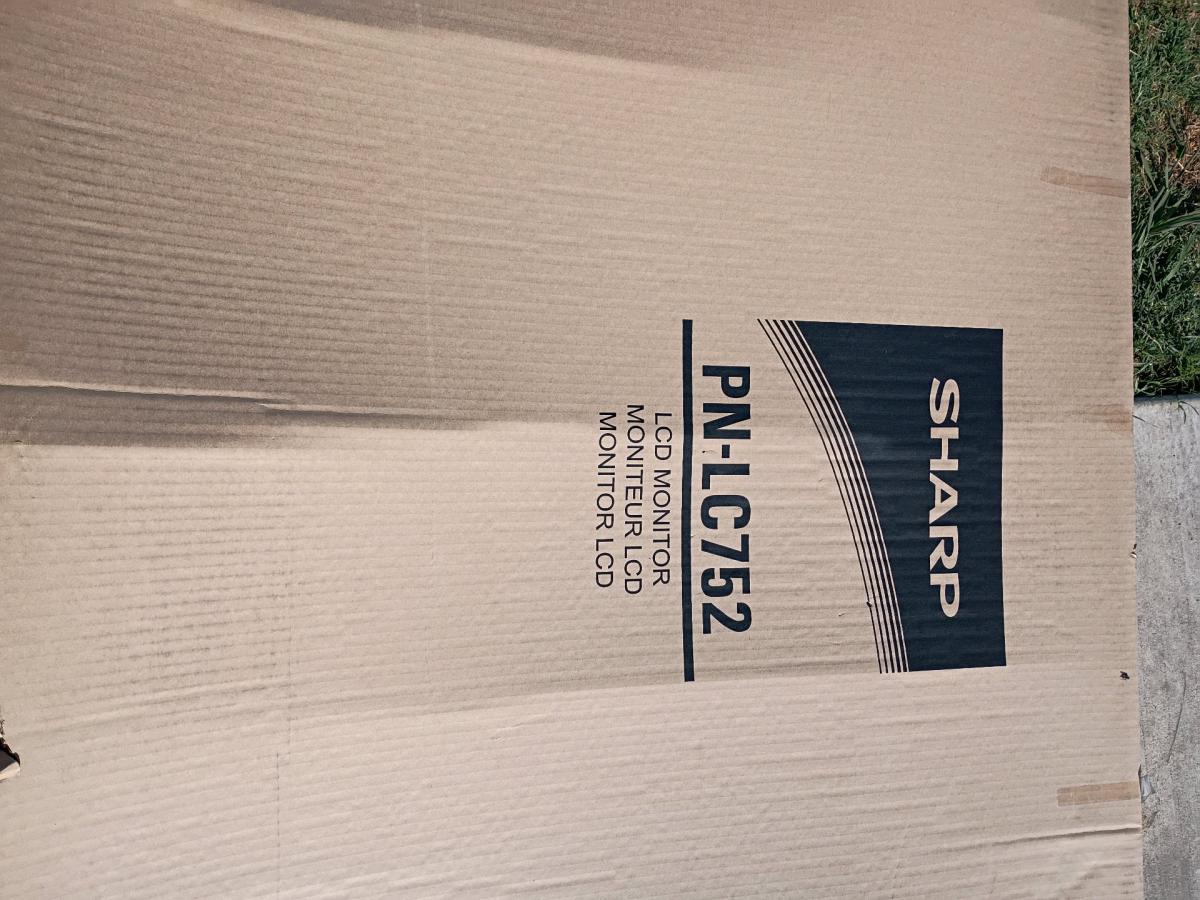 SHARP
PN-LC752
LCD MONITOR
MONITEUR LCD
MONITOR LCD